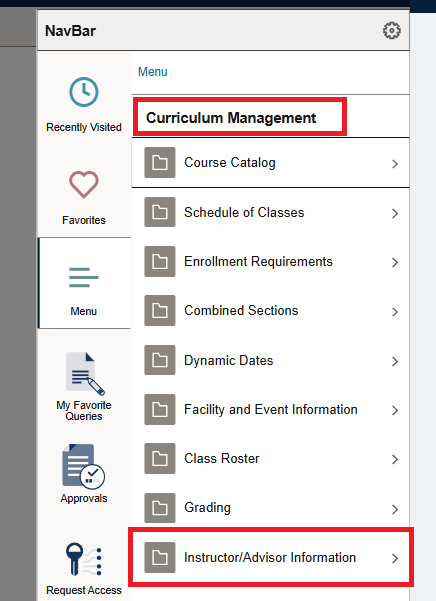 NavBar
Recently Visited
Favorites
Menu
My Favorite
Queries
Approvals
Request Access
Menu
Curriculum Management
Course Catalog
Schedule of Classes
Enrollment Requirements
Combined Sections
Dynamic Dates
Facility and Event Information
Class Roster
Grading
Instructor/Advisor Information